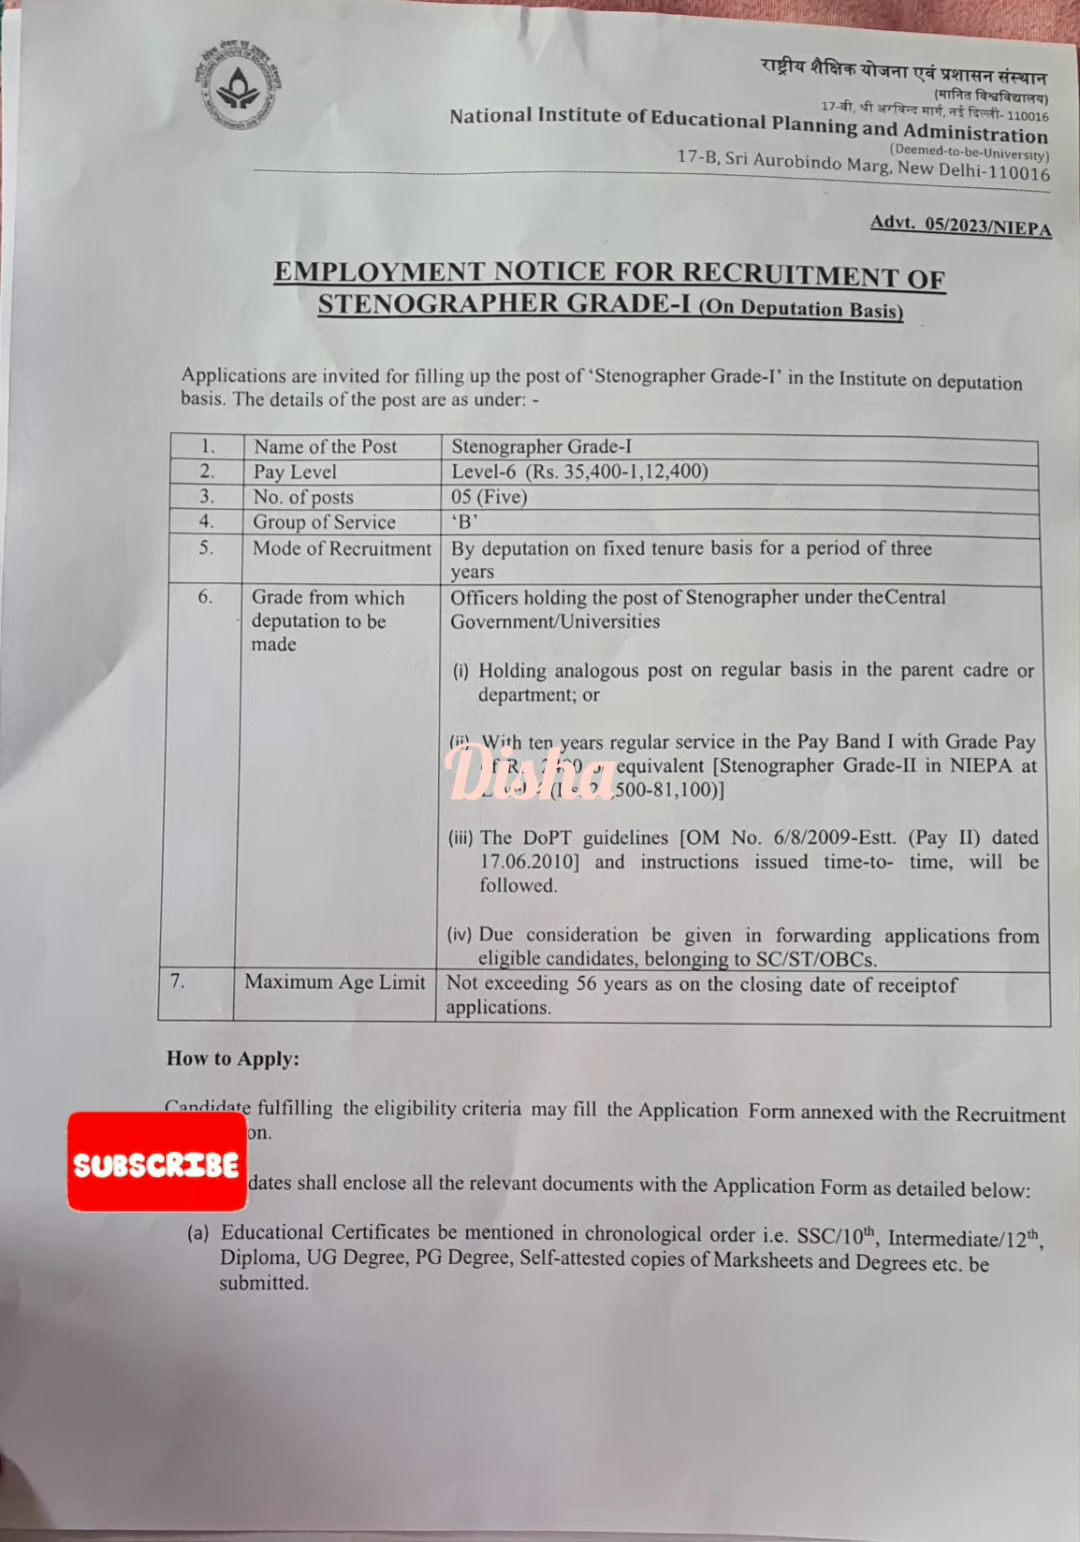 राष्ट्रीय शैक्षिक योजना एवं प्रशासन संस्थान
(मानित विश्वविद्यालय)
17-बी, श्री अरविन्द मार्ग, नई दिल्ली- 110016
National Institute of Educational Planning and Administration
(Deemed-to-be-University)
17-B, Sri Aurobindo Marg, New Delhi-110016
Advt. 05/2023/NIEPA
EMPLOYMENT NOTICE FOR RECRUITMENT OF
STENOGRAPHER GRADE-I (On Deputation Basis)
Applications are invited for filling up the post of ‘Stenographer Grade-I’ in the Institute on deputation
basis. The details of the post are as under: -
1. Name of the Post Stenographer Grade-I
2. Pay Level Level-6 (Rs. 35,400-1,12,400)
3. No. of posts 05 (Five)
4. Group of Service ‘B’
5. Mode of Recruitment By deputation on fixed tenure basis for a period of three
years
6. Grade from which Officers holding the post of Stenographer under theCentral
deputation to be Government/Universities
made
(i) Holding analogous post on regular basis in the parent cadre or
department; or
(ii) With ten years regular service in the Pay Band I with Grade Pay
equivalent [Stenographer Grade-II in NIEPA at
500-81,100)]
Disha
(iii) The DoPT guidelines [OM No. 6/8/2009-Estt. (Pay II) dated
17.06.2010] and instructions issued time-to- time, will be
followed.
(iv) Due consideration be given in forwarding applications from
eligible candidates, belonging to SC/ST/OBCs.
7. Maximum Age Limit Not exceeding 56 years as on the closing date of receiptof
applications.
How to Apply:
Candidate fulfilling the eligibility criteria may fill the Application Form annexed with the Recruitment
on.
SUBSCRIBE
dates shall enclose all the relevant documents with the Application Form as detailed below:
(a) Educational Certificates be mentioned in chronological order i.e. SSC/10th, Intermediate/12th,
Diploma, UG Degree, PG Degree, Self-attested copies of Marksheets and Degrees etc. be
submitted.